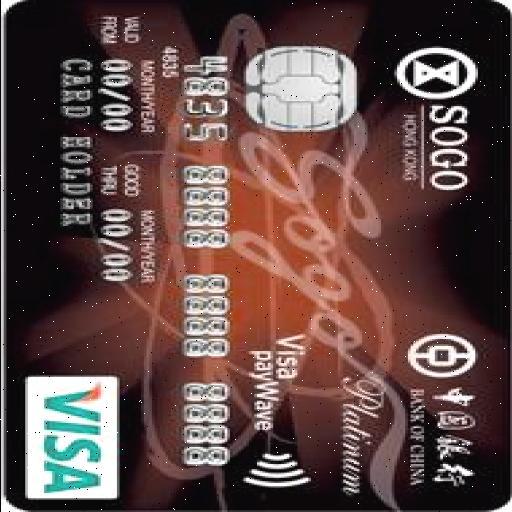 SOGO
HONG KONG
中國銀行
BANK OF CHINA
Sogo
Platinum
Visa
payWave
4835 8888 8888 8888
4835
MONTH/YEAR
MONTH/YEAR
VALID
FROM
00/00
GOOD
THRU
00/00
CARD HOLDER
VISA